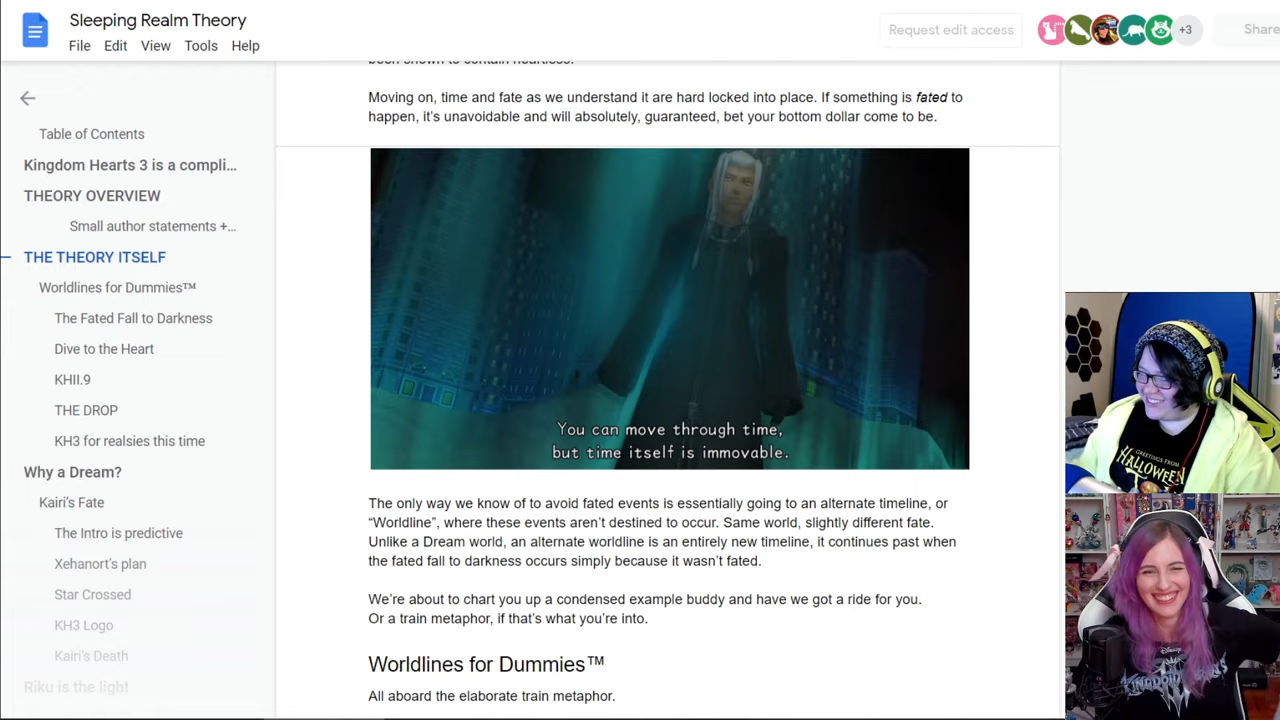 Sleeping Realm Theory
File Edit View Tools Help
Request edit access
+3
Share
Table of Contents
Kingdom Hearts 3 is a compli...
THEORY OVERVIEW
Small author statements +...
THE THEORY ITSELF
Worldlines for Dummies™
The Fated Fall to Darkness
Dive to the Heart
KHII.9
THE DROP
KH3 for realsies this time
Why a Dream?
Kairi's Fate
The Intro is predictive
Xehanort's plan
Star Crossed
KH3 Logo
Kairi's Death
Riku is the light
been shown to contain heartless.
Moving on, time and fate as we understand it are hard locked into place. If something is fated to
happen, it's unavoidable and will absolutely, guaranteed, bet your bottom dollar come to be.
You can move through time,
but time itself is immovable.
The only way we know of to avoid fated events is essentially going to an alternate timeline, or
“Worldline”, where these events aren't destined to occur. Same world, slightly different fate.
Unlike a Dream world, an alternate worldline is an entirely new timeline, it continues past when
the fated fall to darkness occurs simply because it wasn't fated.
We're about to chart you up a condensed example buddy and have we got a ride for you.
Or a train metaphor, if that's what you're into.
Worldlines for Dummies™
All aboard the elaborate train metaphor.
GREETINGS FROM
HALLOWEEN
Disney
KINGDOM HEARTS